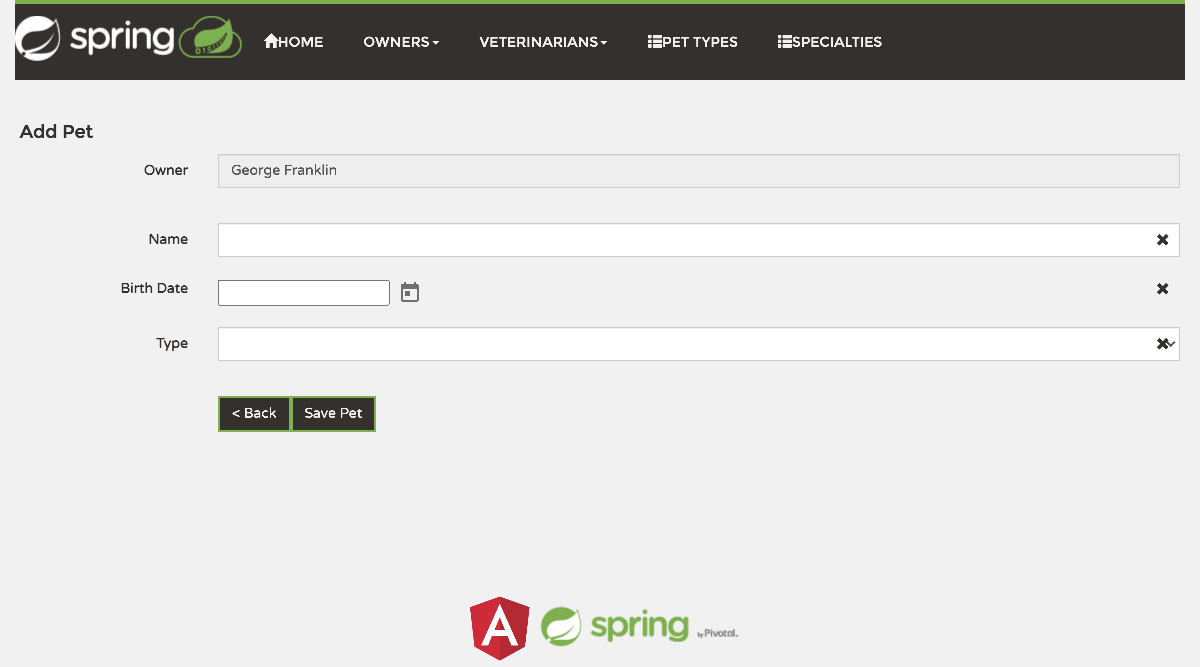 spring HOME OWNERS VETERINARIANS PET TYPES SPECIALTIES
Add Pet
Owner George Franklin
Name
Birth Date
Type
< Back Save Pet
A spring by Pivotal.